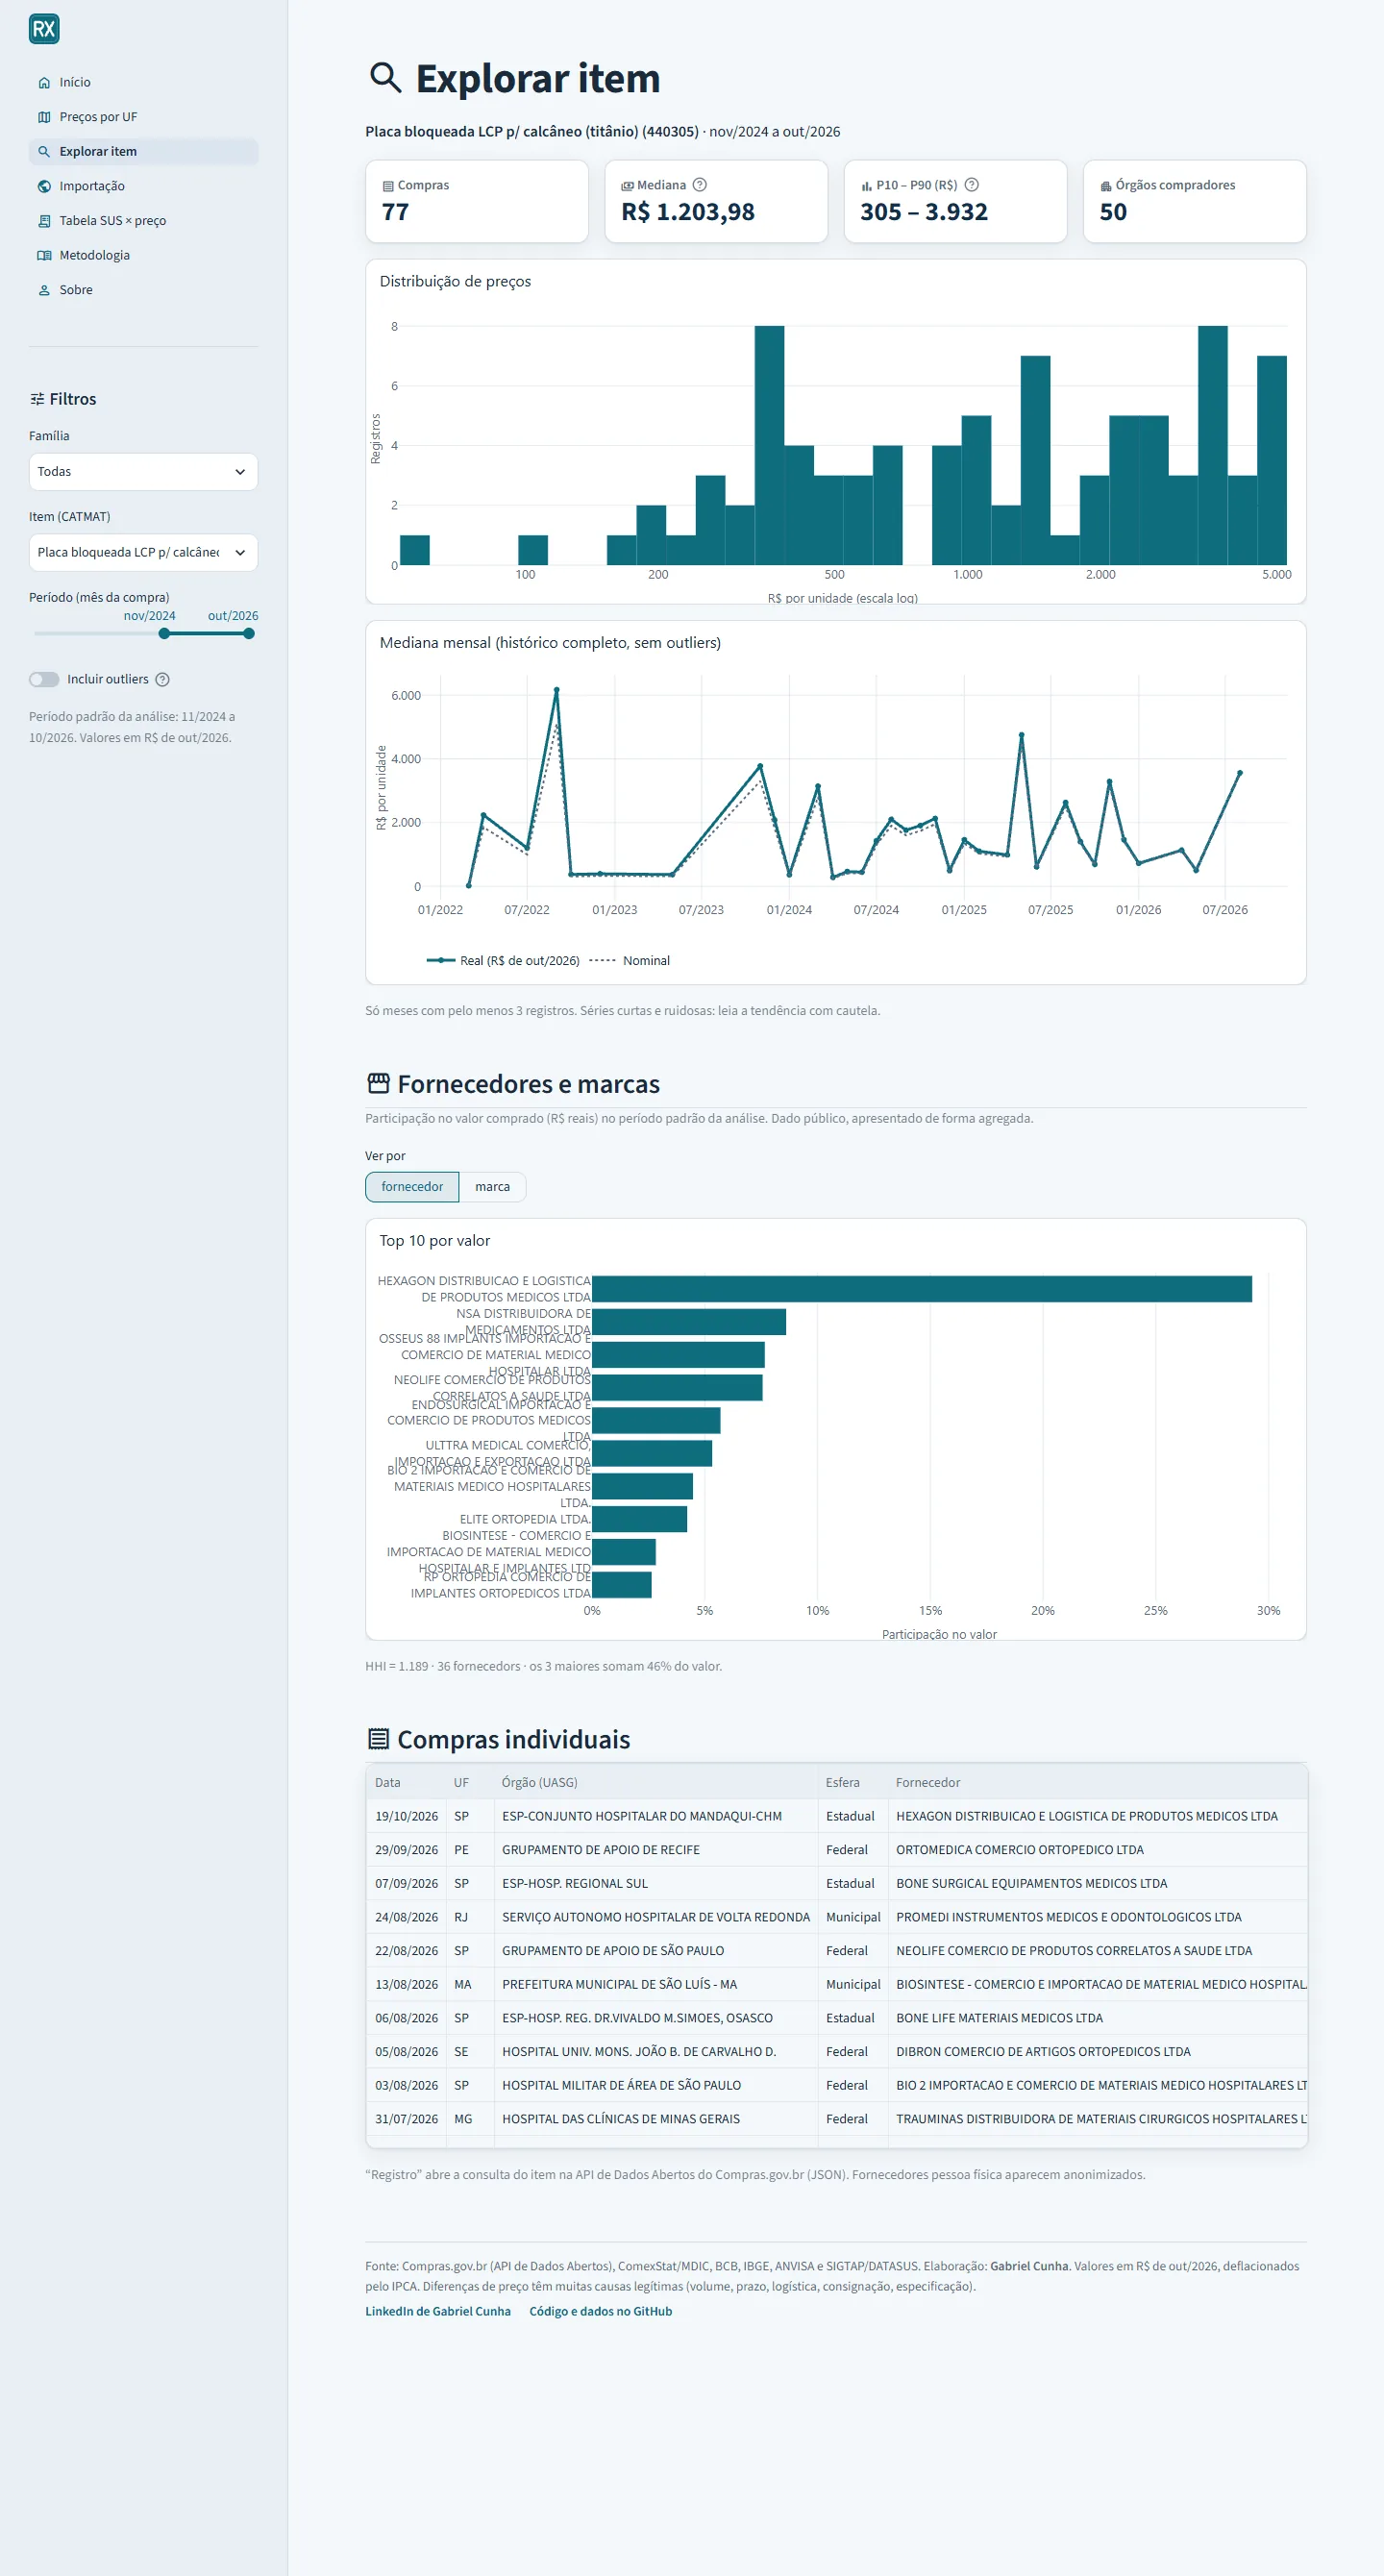 RX
Início
Preços por UF
Explorar item
Importação
Tabela SUS × preço
Metodologia
Sobre
Filtros
Família
Todas
Item (CATMAT)
Placa bloqueada LCP p/ calcâneo
Período (mês da compra)
nov/2024 out/2026
Incluir outliers
Período padrão da análise: 11/2024 a
10/2026. Valores em R$ de out/2026.
Explorar item
Placa bloqueada LCP p/ calcâneo (titânio) (440305) · nov/2024 a out/2026
Compras
77
Mediana
R$ 1.203,98
P10 – P90 (R$)
305 – 3.932
Órgãos compradores
50
Distribuição de preços
8
6
4
2
0
Registros
100 200 500 1.000 2.000 5.000
R$ por unidade (escala log)
Mediana mensal (histórico completo, sem outliers)
6.000
4.000
2.000
0
R$ por unidade
01/2022 07/2022 01/2023 07/2023 01/2024 07/2024 01/2025 07/2025 01/2026 07/2026
Real (R$ de out/2026) Nominal
Só meses com pelo menos 3 registros. Séries curtas e ruidosas: leia a tendência com cautela.
Fornecedores e marcas
Participação no valor comprado (R$ reais) no período padrão da análise. Dado público, apresentado de forma agregada.
Ver por
fornecedor marca
Top 10 por valor
HEXAGON DISTRIBUICAO E LOGISTICA
DE PRODUTOS MEDICOS LTDA
NSA DISTRIBUIDORA DE
MEDICAMENTOS LTDA
OSSEUS 88 IMPLANTS IMPORTACAO E
COMERCIO DE MATERIAL MEDICO
HOSPITALAR LTDA
NEOLIFE COMERCIO DE PRODUTOS
CORRELATOS A SAUDE LTDA
ENDOSURGICAL IMPORTACAO E
COMERCIO DE PRODUTOS MEDICOS
LTDA
ULTTRA MEDICAL COMERCIO,
IMPORTACAO E EXPORTACAO LTDA
BIO 2 IMPORTACAO E COMERCIO DE
MATERIAIS MEDICO HOSPITALARES
LTDA.
ELITE ORTOPEDIA LTDA.
BIOSINTESE - COMERCIO E
IMPORTACAO DE MATERIAL MEDICO
HOSPITALAR E IMPLANTES LTD
RP ORTOPEDIA COMERCIO DE
IMPLANTES ORTOPEDICOS LTDA
0% 5% 10% 15% 20% 25% 30%
Participação no valor
HHI = 1.189 · 36 fornecedors · os 3 maiores somam 46% do valor.
Compras individuais
Data UF Órgão (UASG) Esfera Fornecedor
19/10/2026 SP ESP-CONJUNTO HOSPITALAR DO MANDAQUI-CHM Estadual HEXAGON DISTRIBUICAO E LOGISTICA DE PRODUTOS MEDICOS LTDA
29/09/2026 PE GRUPAMENTO DE APOIO DE RECIFE Federal ORTOMEDICA COMERCIO ORTOPEDICO LTDA
07/09/2026 SP ESP-HOSP. REGIONAL SUL Estadual BONE SURGICAL EQUIPAMENTOS MEDICOS LTDA
24/08/2026 RJ SERVIÇO AUTONOMO HOSPITALAR DE VOLTA REDONDA Municipal PROMEDI INSTRUMENTOS MEDICOS E ODONTOLOGICOS LTDA
22/08/2026 SP GRUPAMENTO DE APOIO DE SÃO PAULO Federal NEOLIFE COMERCIO DE PRODUTOS CORRELATOS A SAUDE LTDA
13/08/2026 MA PREFEITURA MUNICIPAL DE SÃO LUÍS - MA Municipal BIOSINTESE - COMERCIO E IMPORTACAO DE MATERIAL MEDICO HOSPITAL
06/08/2026 SP ESP-HOSP. REG. DR.VIVALDO M.SIMOES, OSASCO Estadual BONE LIFE MATERIAIS MEDICOS LTDA
05/08/2026 SE HOSPITAL UNIV. MONS. JOÃO B. DE CARVALHO D. Federal DIBRON COMERCIO DE ARTIGOS ORTOPEDICOS LTDA
03/08/2026 SP HOSPITAL MILITAR DE ÁREA DE SÃO PAULO Federal BIO 2 IMPORTACAO E COMERCIO DE MATERIAIS MEDICO HOSPITALARES LT
31/07/2026 MG HOSPITAL DAS CLÍNICAS DE MINAS GERAIS Federal TRAUMINAS DISTRIBUIDORA DE MATERIAIS CIRURGICOS HOSPITALARES L
“Registro” abre a consulta do item na API de Dados Abertos do Compras.gov.br (JSON). Fornecedores pessoa física aparecem anonimizados.
Fonte: Compras.gov.br (API de Dados Abertos), ComexStat/MDIC, BCB, IBGE, ANVISA e SIGTAP/DATASUS. Elaboração: Gabriel Cunha. Valores em R$ de out/2026, deflacionados
pelo IPCA. Diferenças de preço têm muitas causas legítimas (volume, prazo, logística, consignação, especificação).
LinkedIn de Gabriel Cunha Código e dados no GitHub